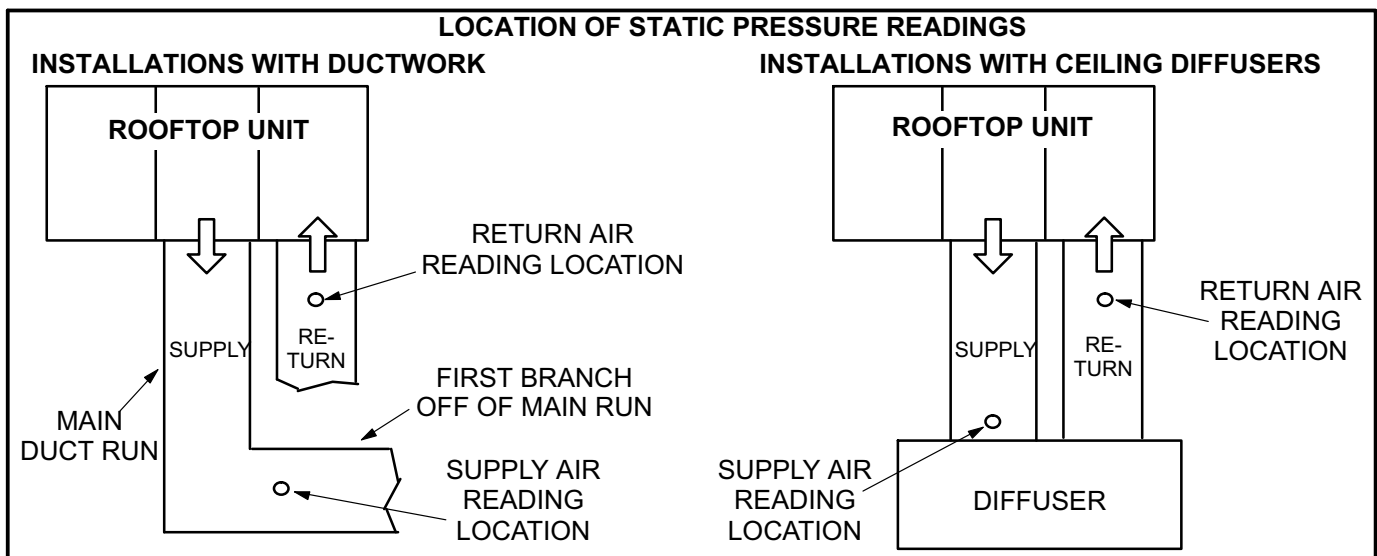 LOCATION OF STATIC PRESSURE READINGS
INSTALLATIONS WITH DUCTWORK
ROOFTOP UNIT
RETURN AIR
READING LOCATION
SUPPLY
RE-
TURN
MAIN
DUCT RUN
FIRST BRANCH
OFF OF MAIN RUN
SUPPLY AIR
READING
LOCATION
INSTALLATIONS WITH CEILING DIFFUSERS
ROOFTOP UNIT
RETURN AIR
READING
LOCATION
SUPPLY
RE-
TURN
SUPPLY AIR
READING
LOCATION
DIFFUSER